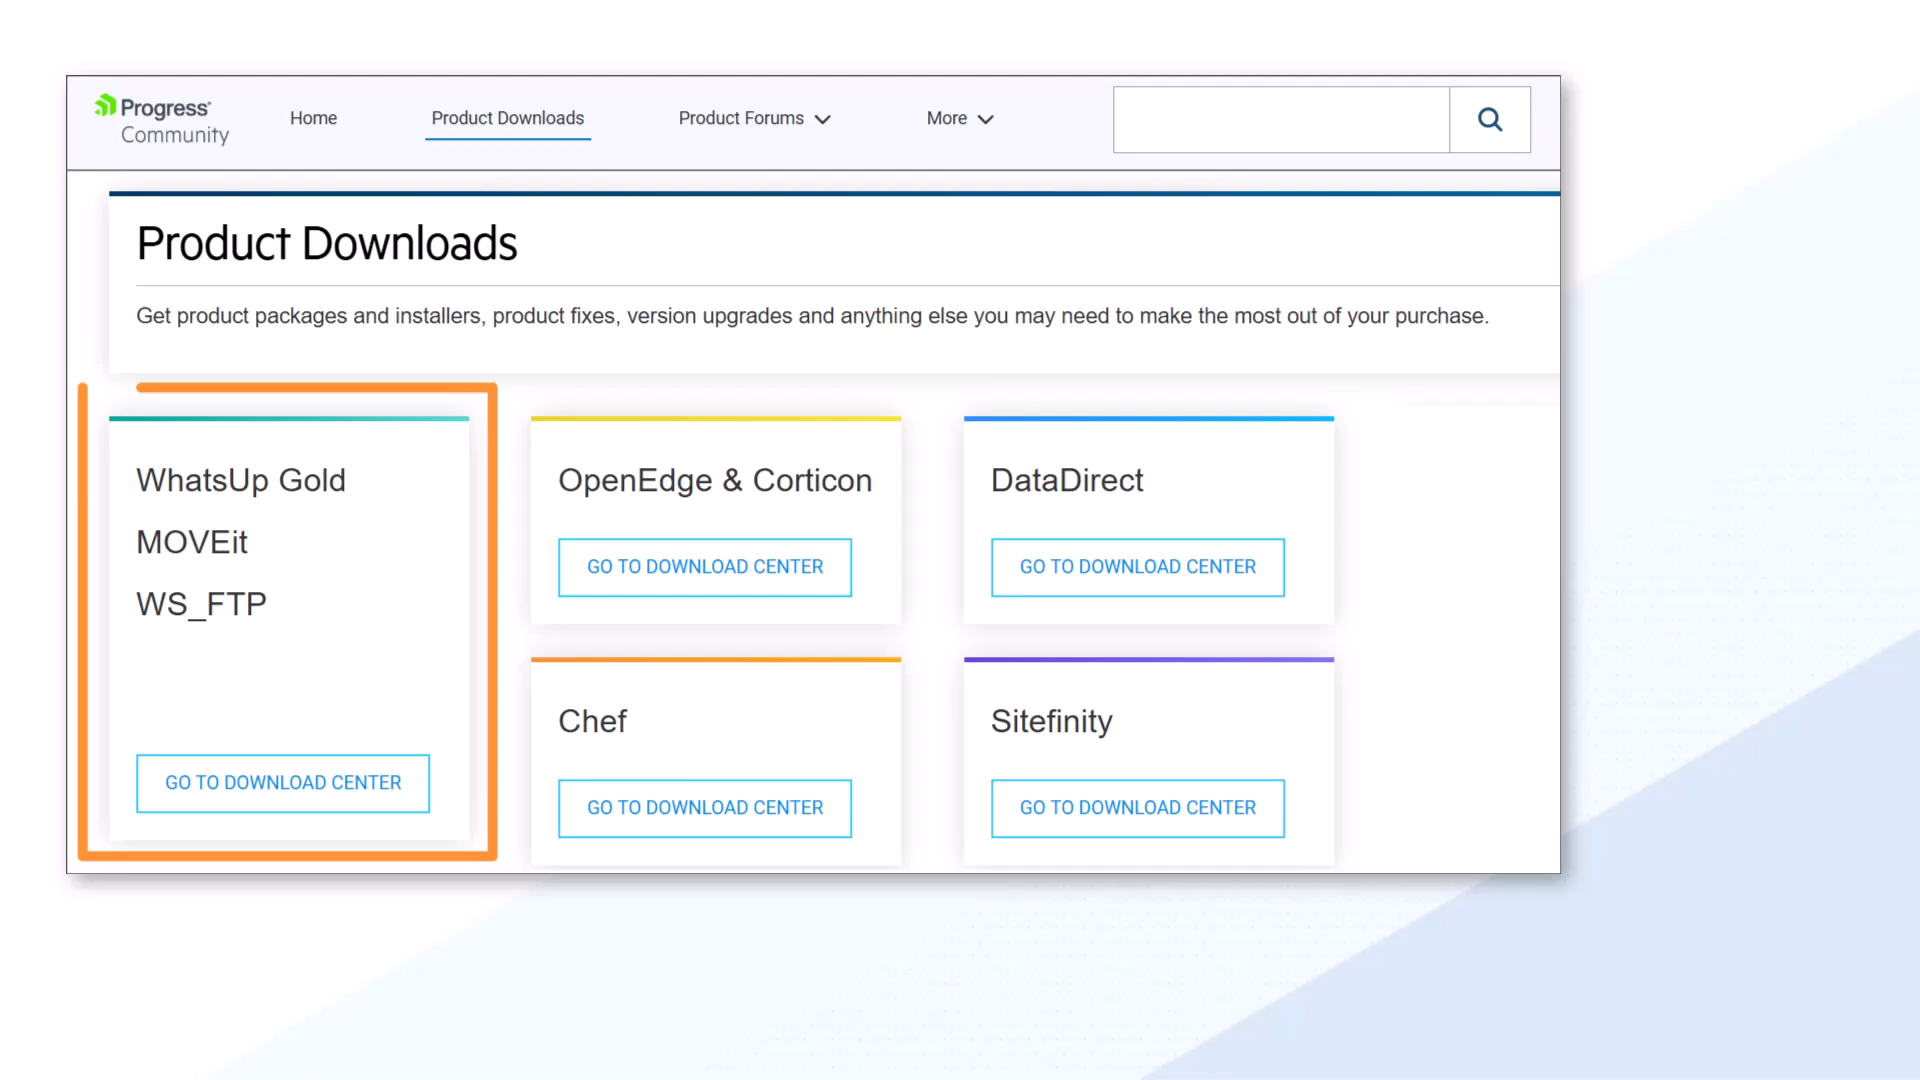 Progress®
Community
Home
Product Downloads
Product Forums
More
Product Downloads
Get product packages and installers, product fixes, version upgrades and anything else you may need to make the most out of your purchase.
WhatsUp Gold
MOVEit
WS_FTP
GO TO DOWNLOAD CENTER
OpenEdge & Corticon
GO TO DOWNLOAD CENTER
DataDirect
GO TO DOWNLOAD CENTER
Chef
GO TO DOWNLOAD CENTER
Sitefinity
GO TO DOWNLOAD CENTER